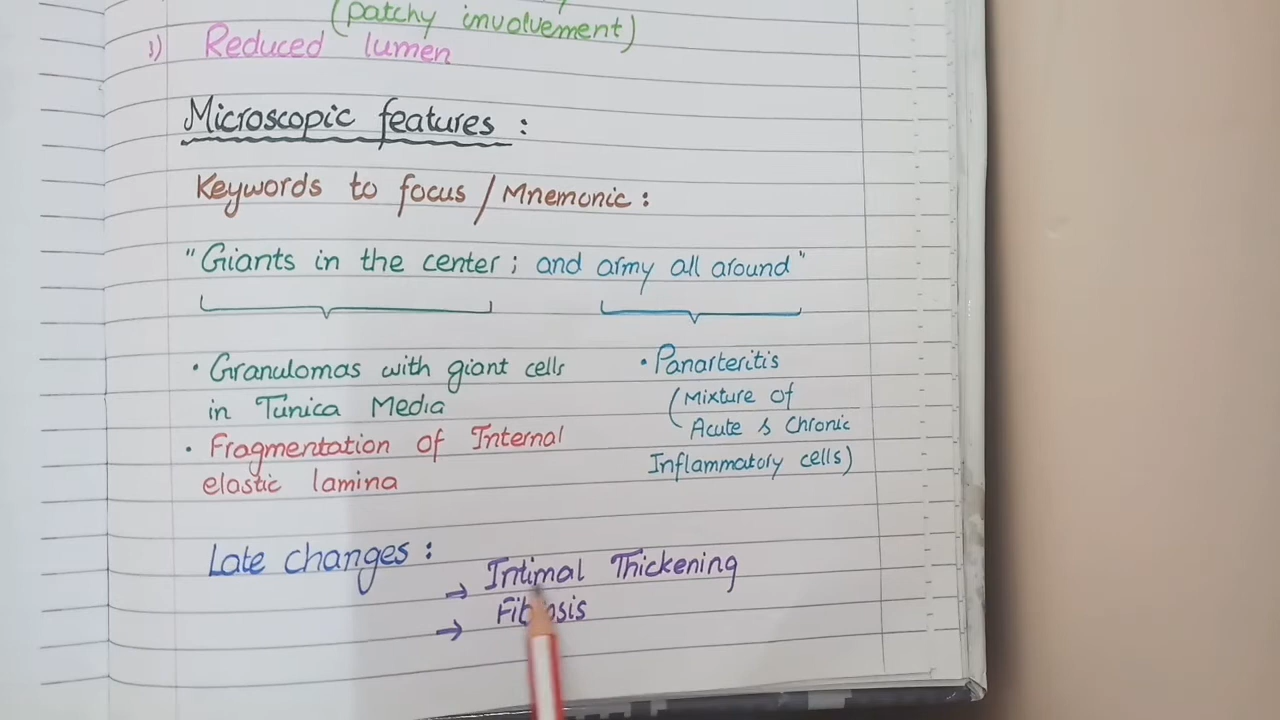 (patchy involvement)
3) Reduced lumen
Microscopic features :
Keywords to focus / Mnemonic :
"Giants in the center ; and army all around"
• Granulomas with giant cells
in Tunica Media
• Fragmentation of Internal
elastic lamina
• Panarteritis
(Mixture of
Acute & Chronic
Inflammatory cells)
Late changes :
→ Intimal Thickening
→ Fibrosis